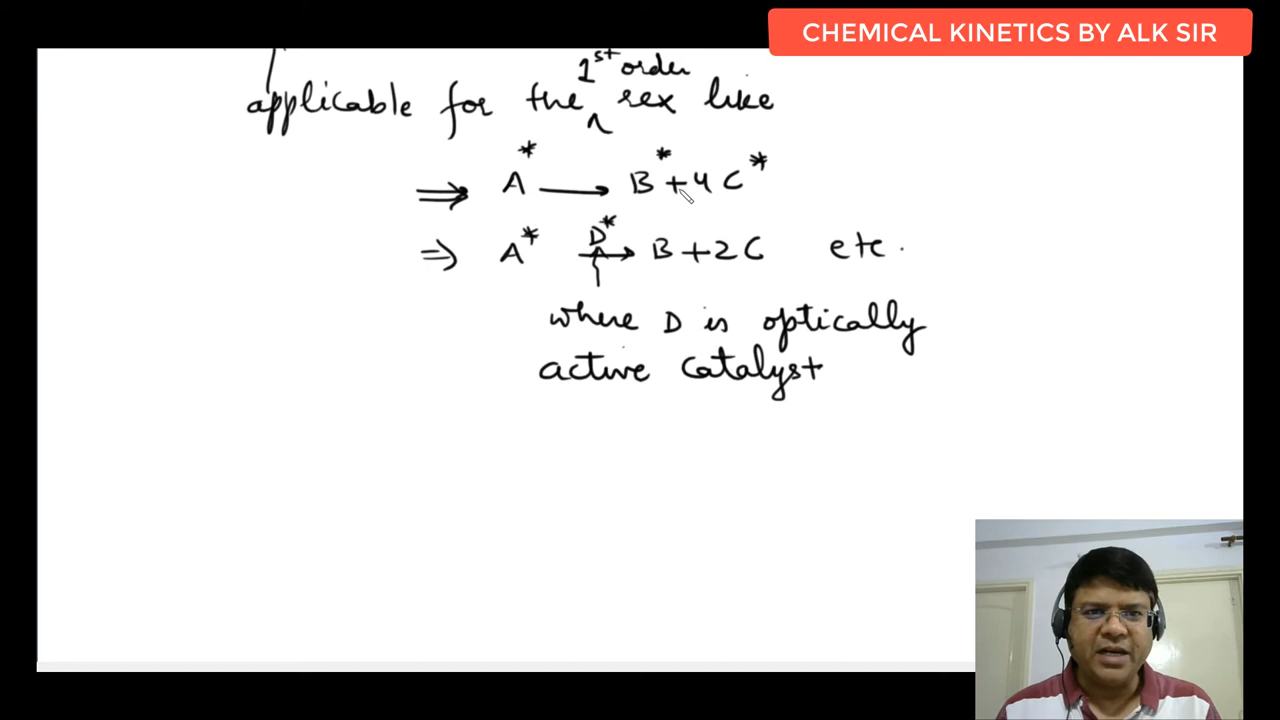 CHEMICAL KINETICS BY ALK SIR
1st order
applicable for the ^ rex like
⇒ A* → B* + 4 C*
⇒ A* D* → B + 2 C etc.
where D is optically
active catalyst